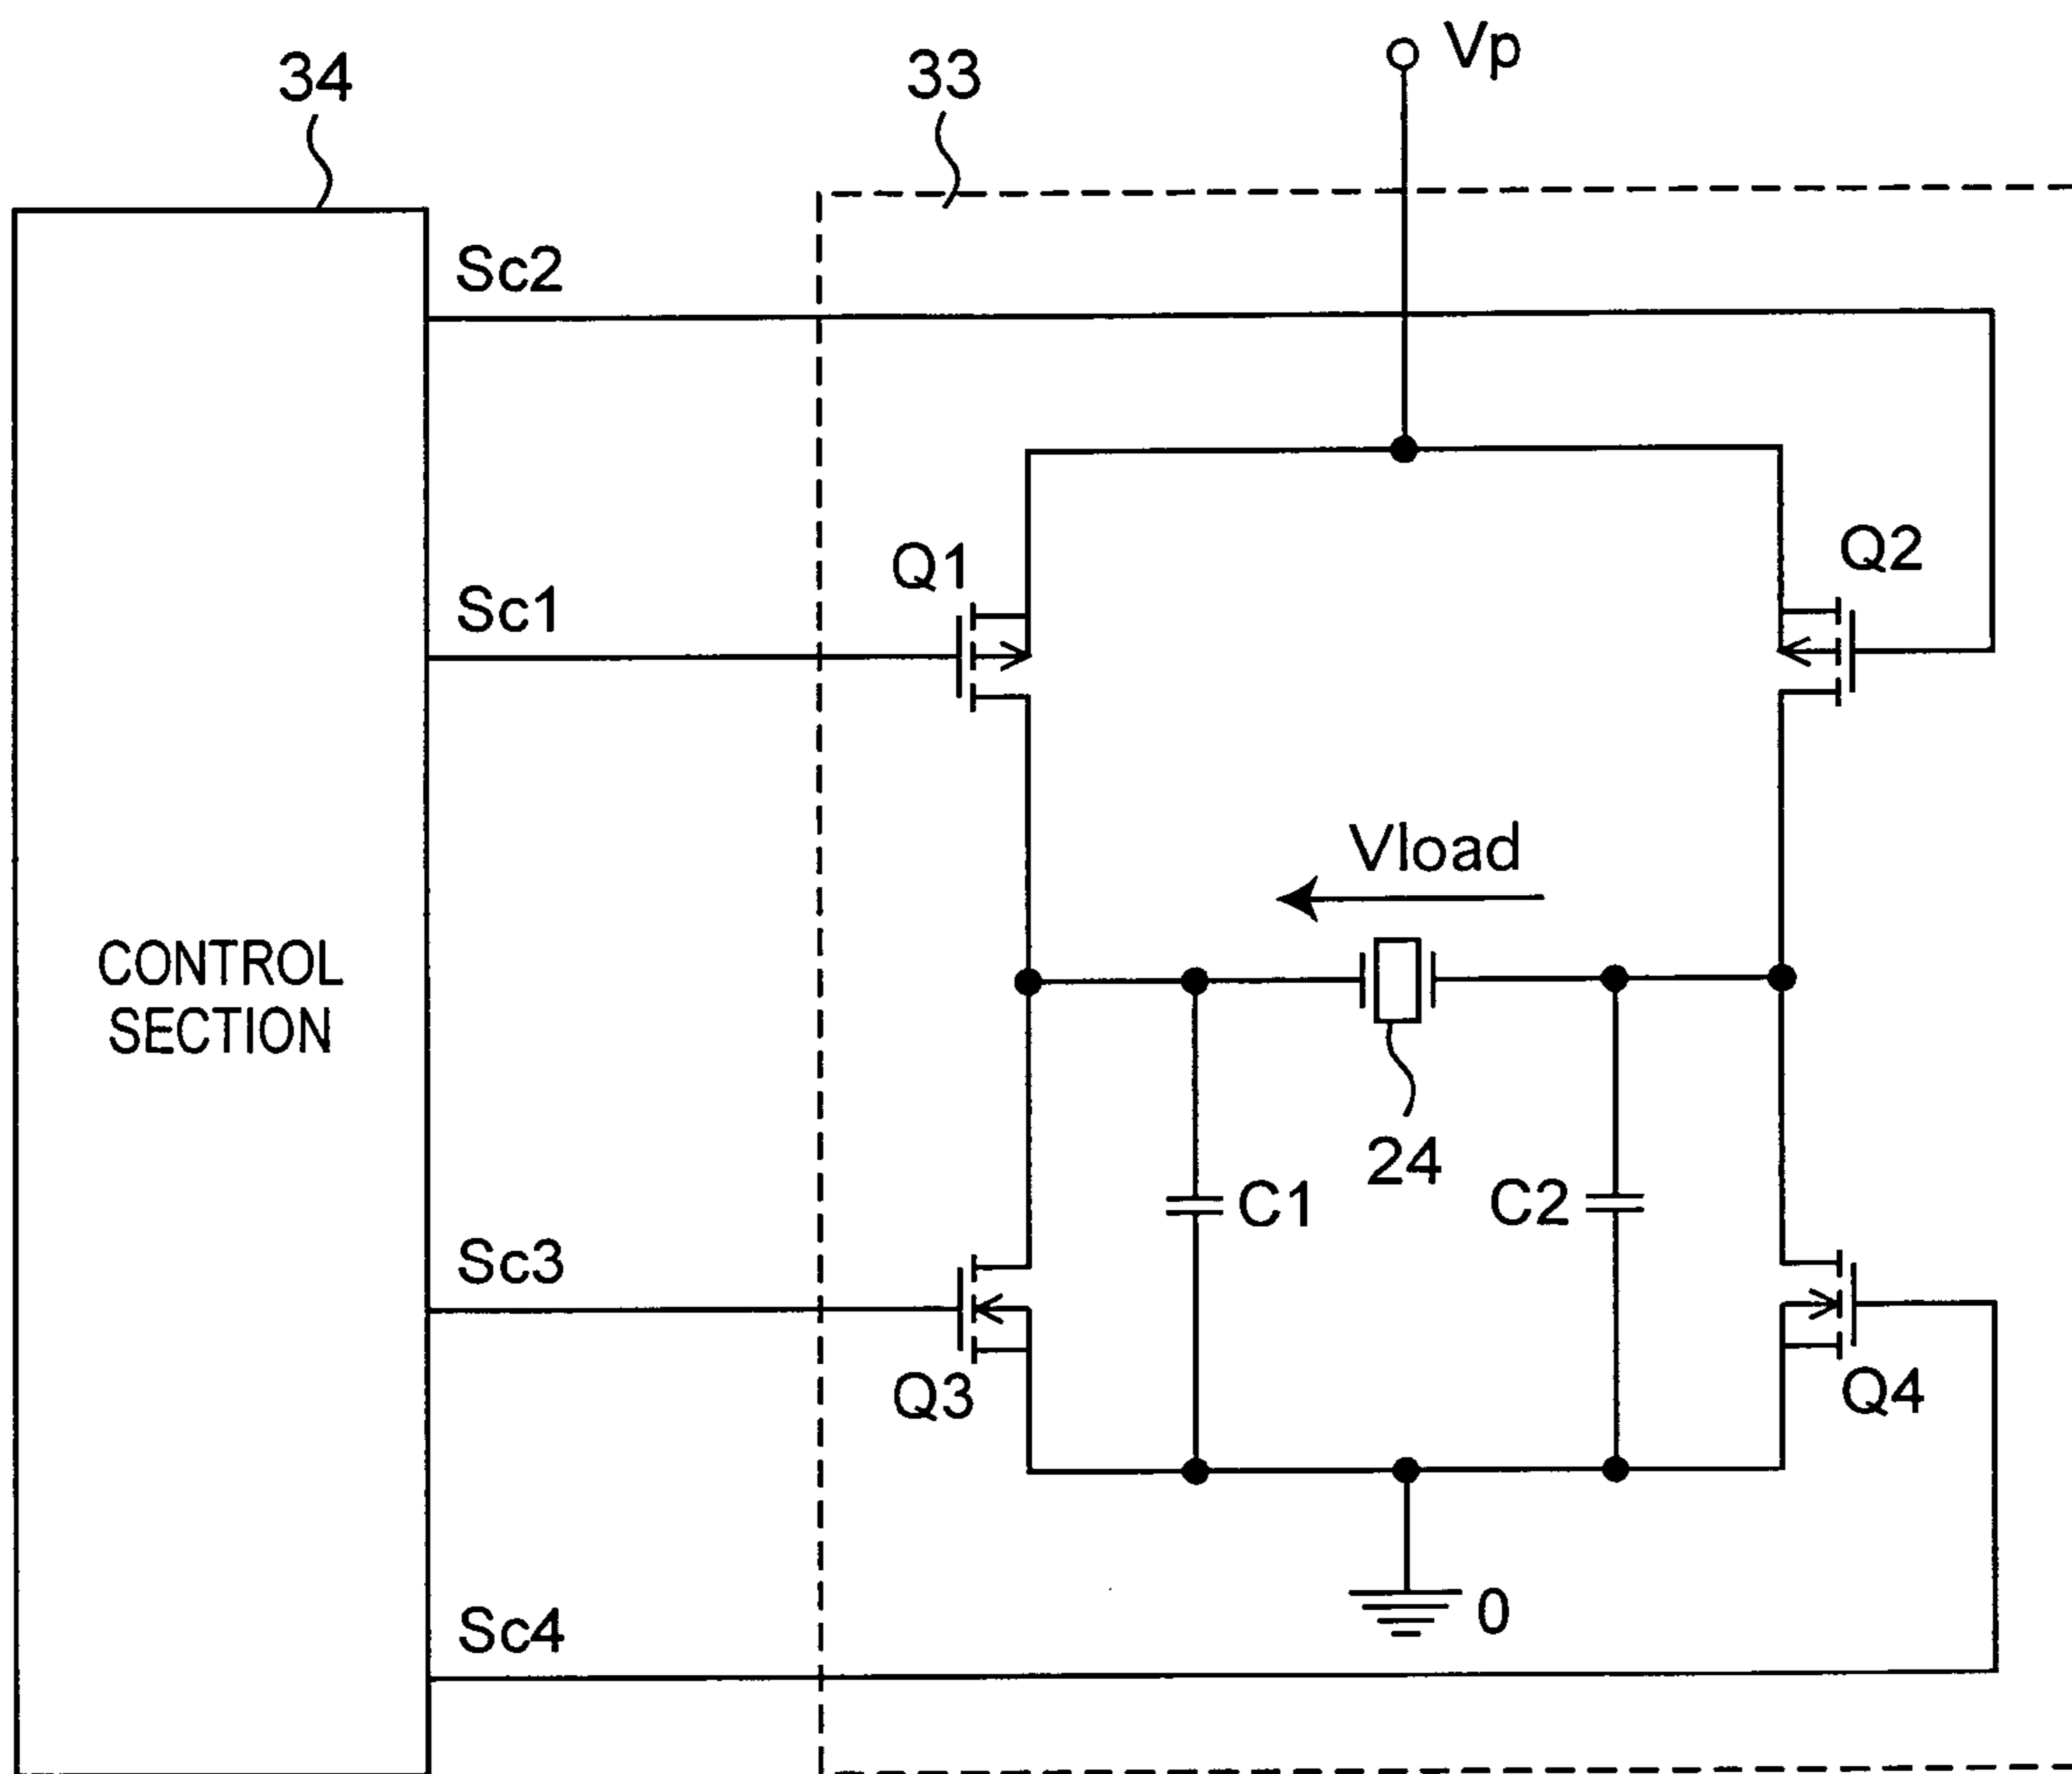 34
33
Vp
Sc2
Q1
Q2
Sc1
Vload
CONTROL
SECTION
24
C1
C2
Sc3
Q3
Q4
0
Sc4